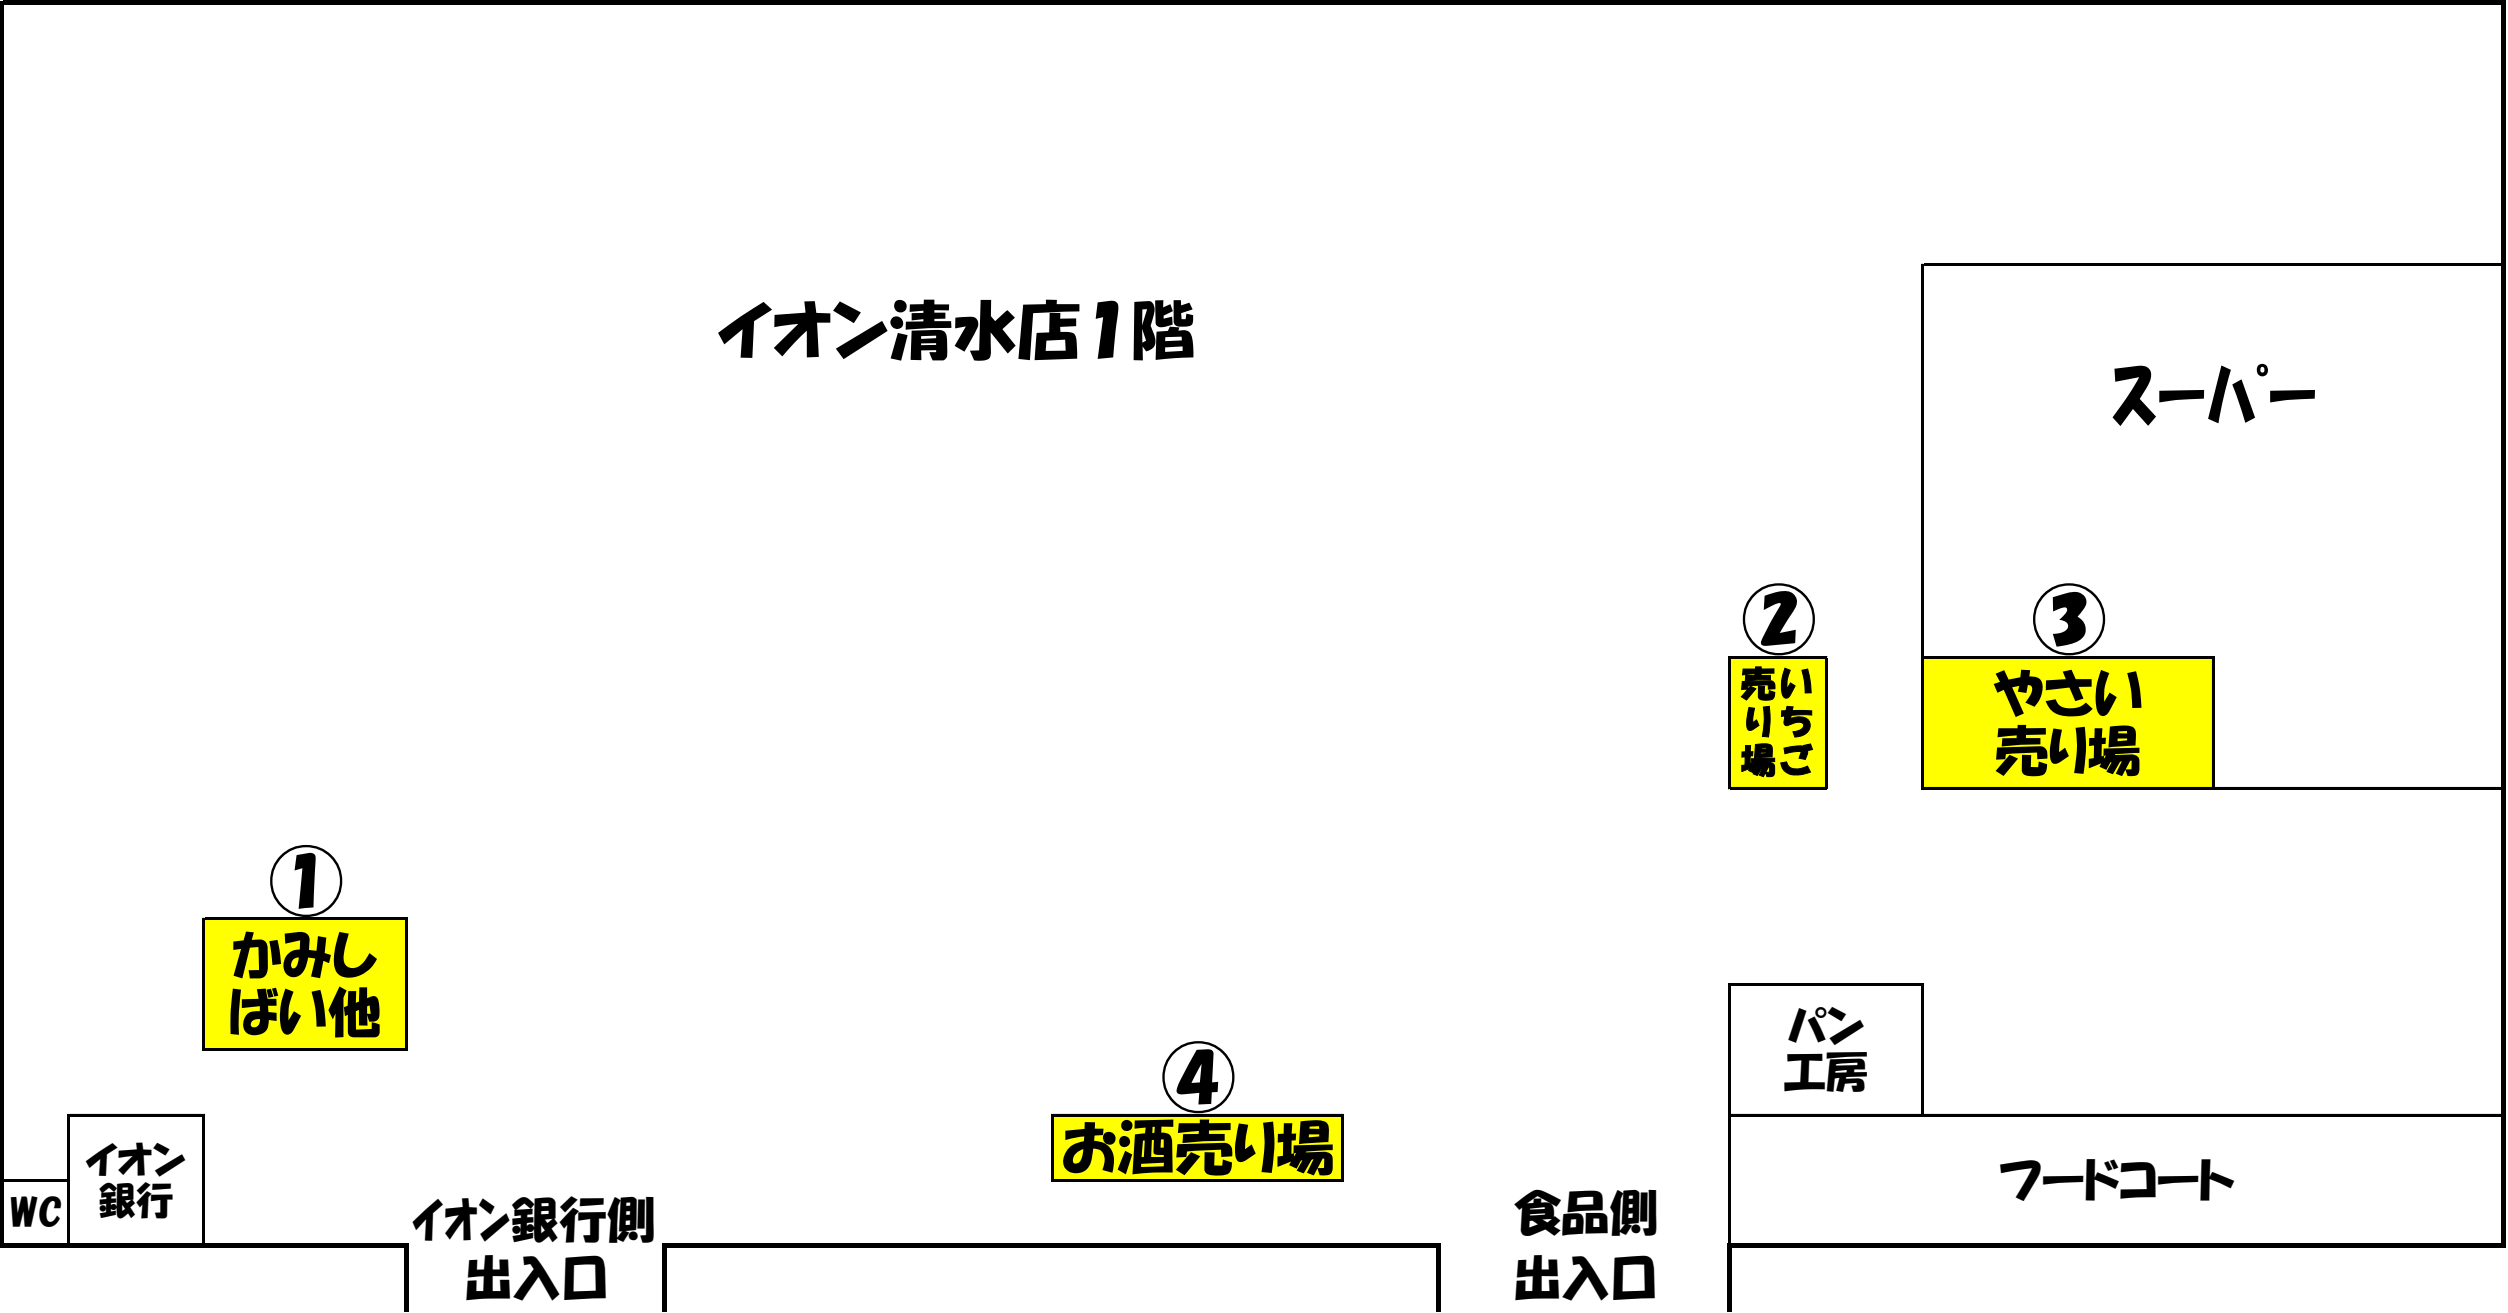 イオン清水店1階
スーパー
②
いちご
売り場
③
やさい
売り場
①
かみし
ばい他
④
お酒売り場
パン
工房
イオン
銀行
WC
フードコート
イオン銀行側
出入口
食品側
出入口